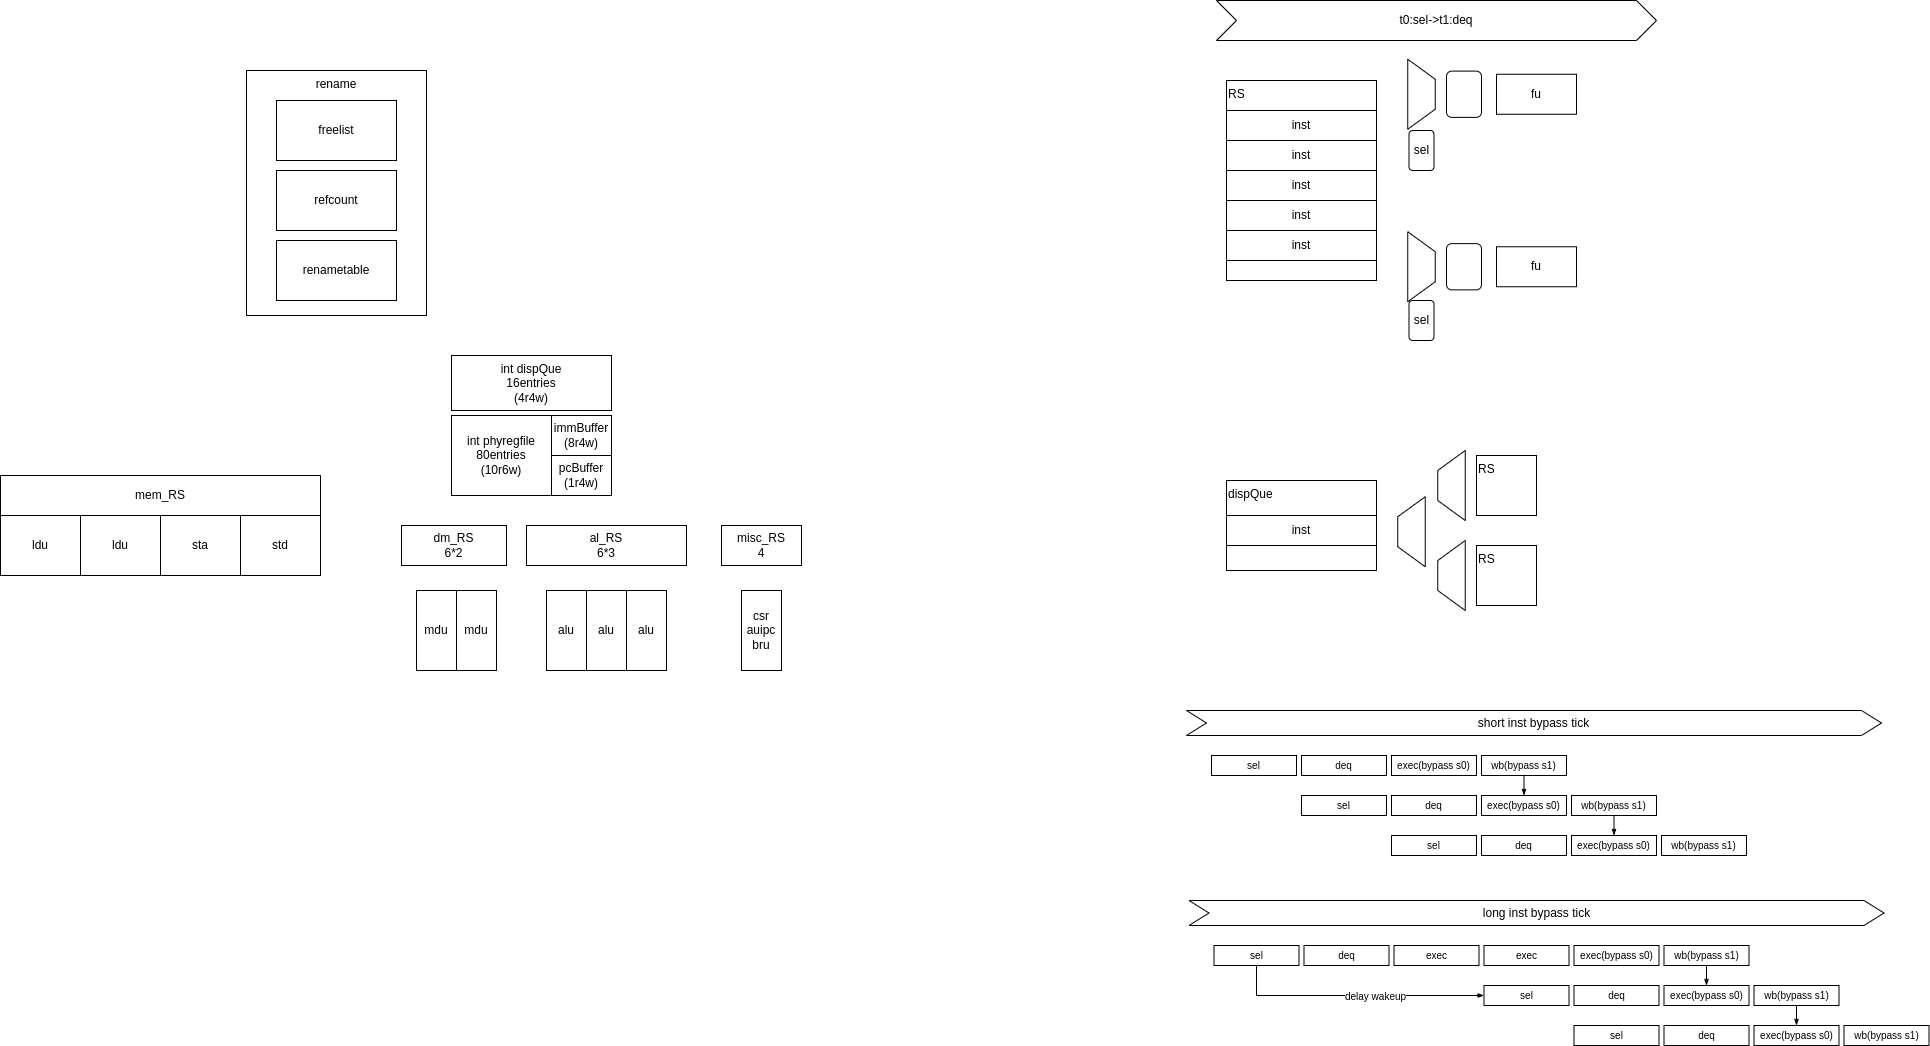 rename
freelist
refcount
renametable
int dispQue
16entries
(4r4w)
int phyregfile
80entries
(10r6w)
immBuffer
(8r4w)
pcBuffer
(1r4w)
mem_RS
ldu
ldu
sta
std
dm_RS
6*2
al_RS
6*3
misc_RS
4
mdu
mdu
alu
alu
alu
csr
auipc
bru
t0:sel->t1:deq
RS
inst
inst
inst
inst
inst
fu
sel
fu
sel
dispQue
inst
RS
RS
short inst bypass tick
sel
deq
exec(bypass s0)
wb(bypass s1)
sel
deq
exec(bypass s0)
wb(bypass s1)
sel
deq
exec(bypass s0)
wb(bypass s1)
long inst bypass tick
sel
deq
exec
exec
exec(bypass s0)
wb(bypass s1)
delay wakeup
sel
deq
exec(bypass s0)
wb(bypass s1)
sel
deq
exec(bypass s0)
wb(bypass s1)